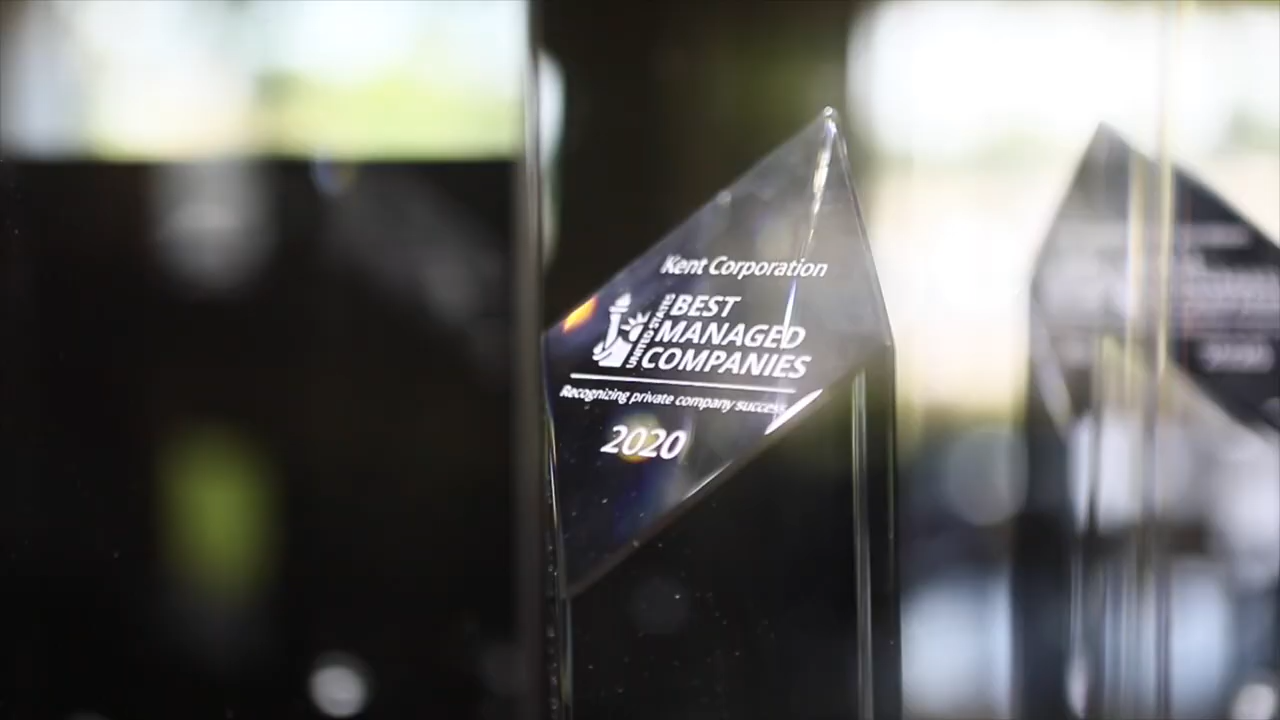 Kent Corporation
UNITED STATES
BEST
MANAGED
COMPANIES
Recognizing private company success
2020